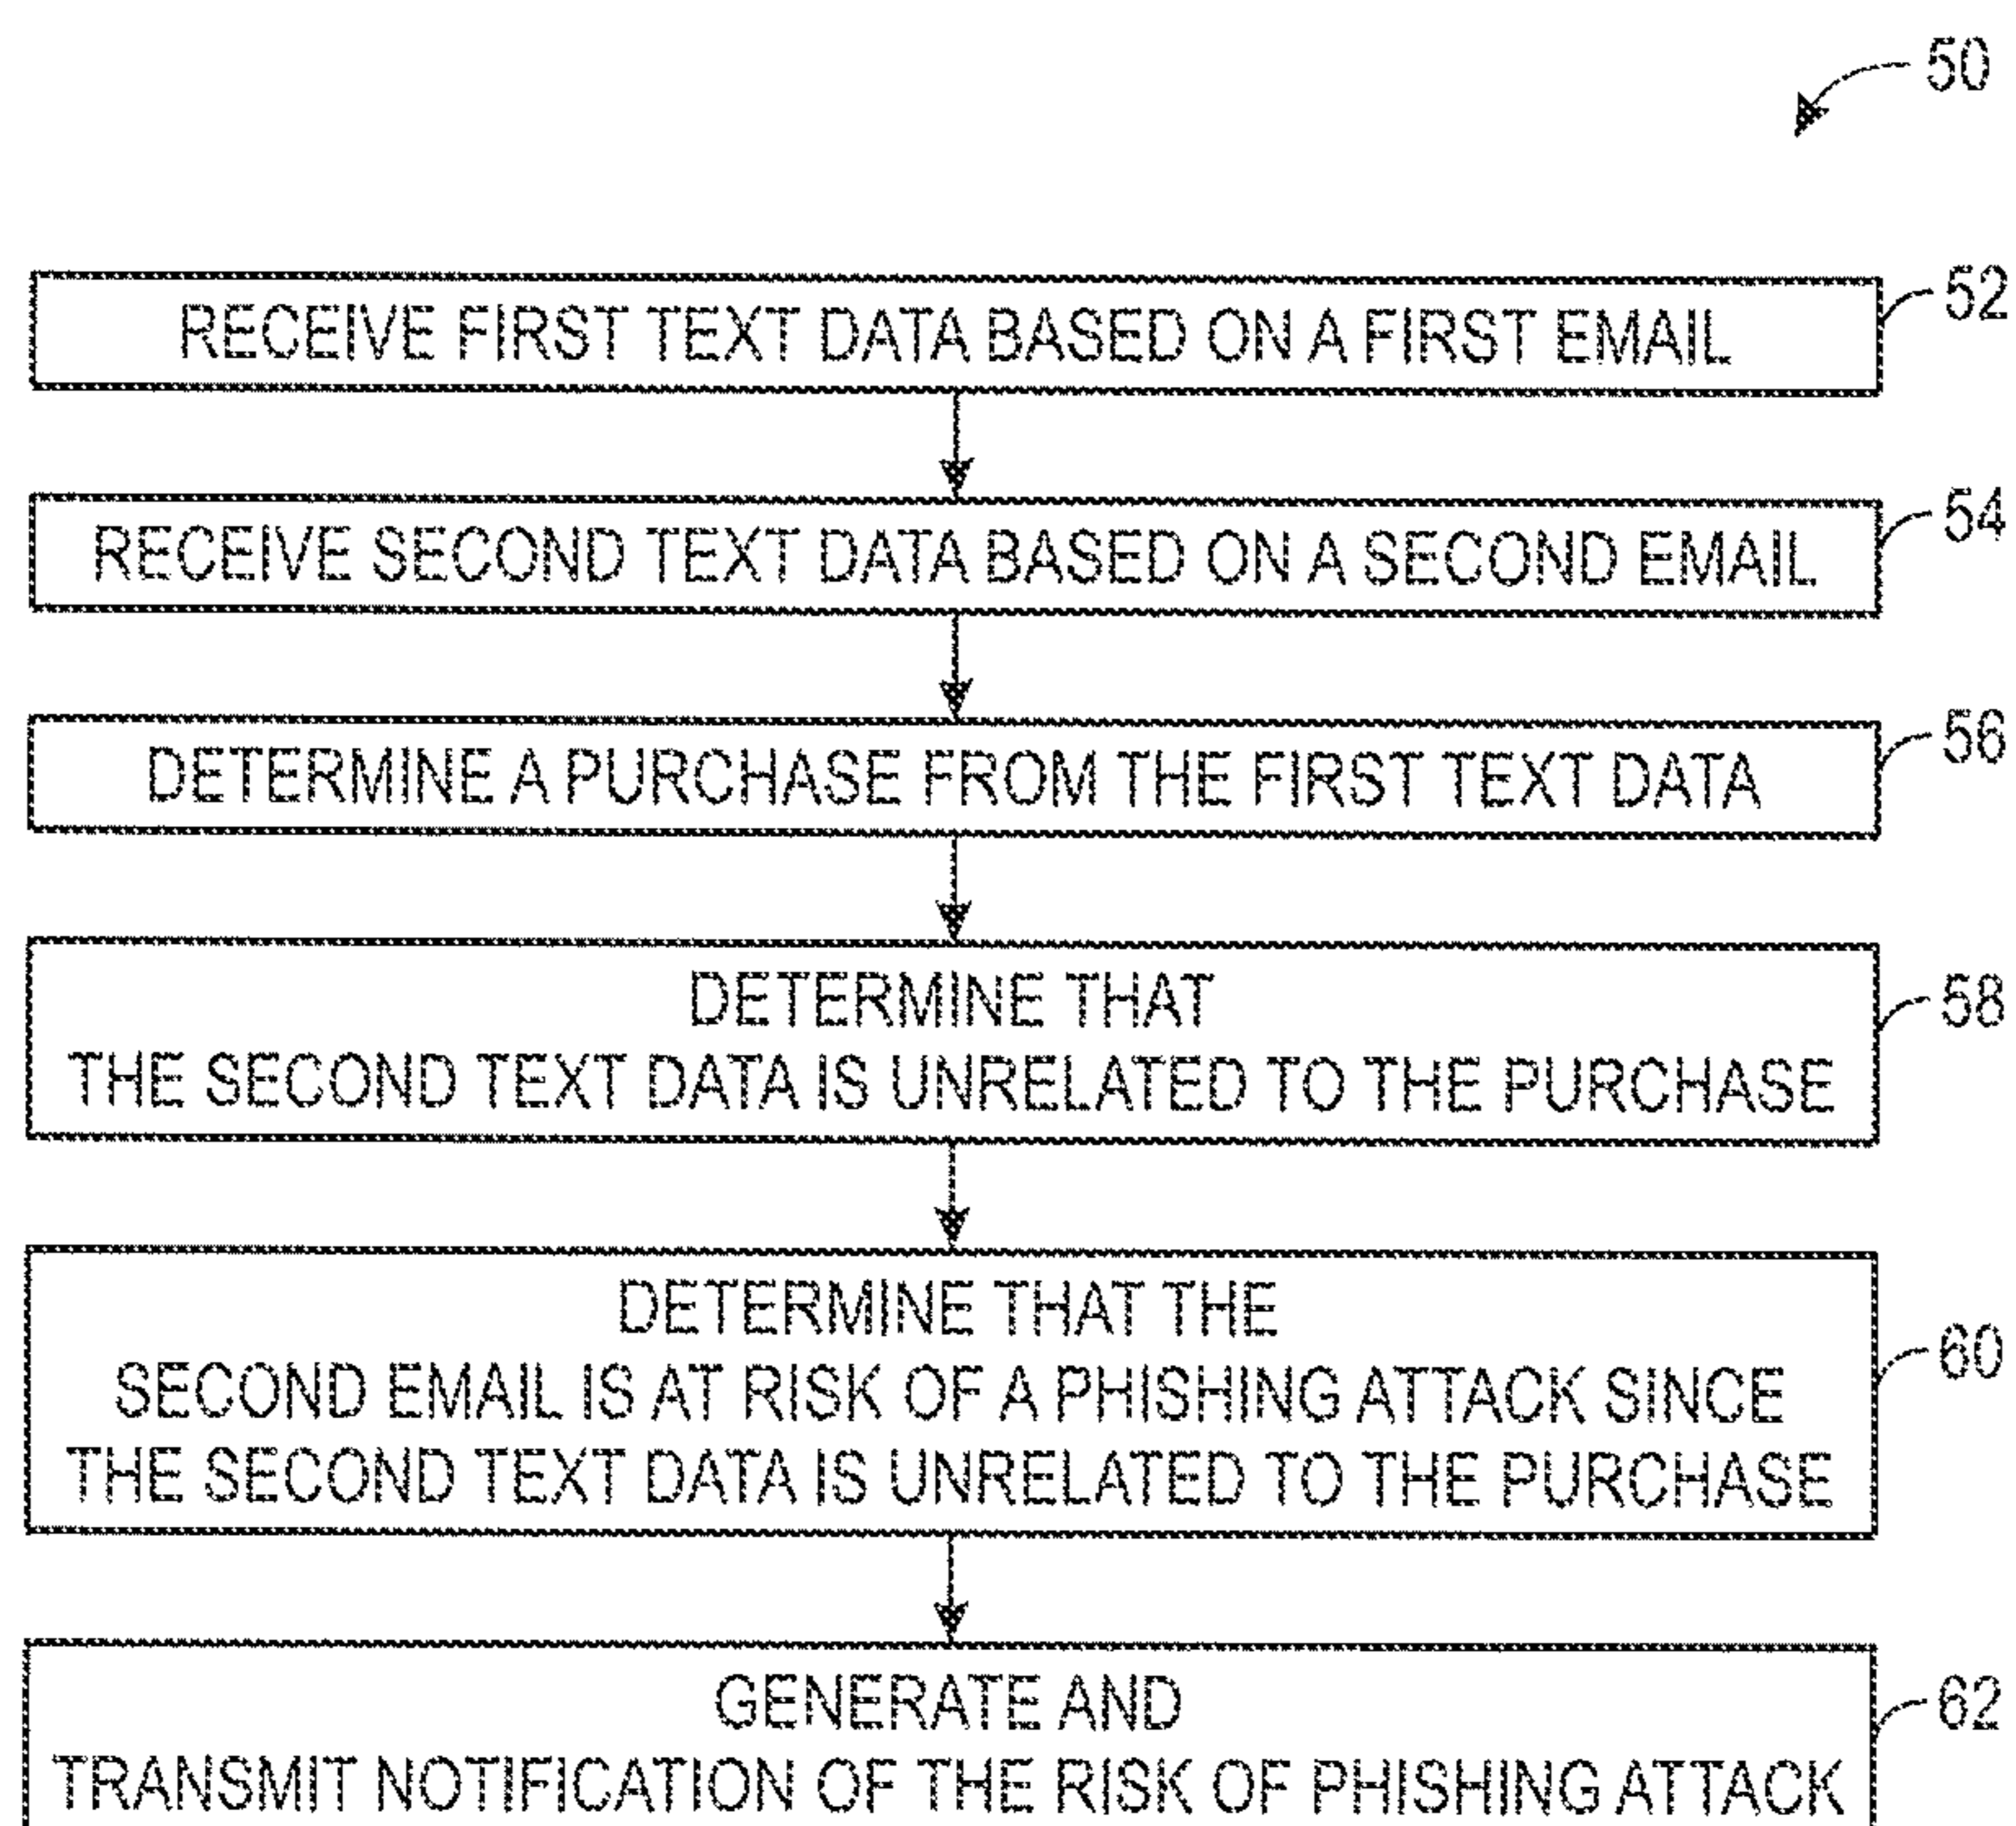 50
RECEIVE FIRST TEXT DATA BASED ON A FIRST EMAIL
52
RECEIVE SECOND TEXT DATA BASED ON A SECOND EMAIL
54
DETERMINE A PURCHASE FROM THE FIRST TEXT DATA
56
DETERMINE THAT
THE SECOND TEXT DATA IS UNRELATED TO THE PURCHASE
58
DETERMINE THAT THE
SECOND EMAIL IS AT RISK OF A PHISHING ATTACK SINCE
THE SECOND TEXT DATA IS UNRELATED TO THE PURCHASE
60
GENERATE AND
TRANSMIT NOTIFICATION OF THE RISK OF PHISHING ATTACK
62